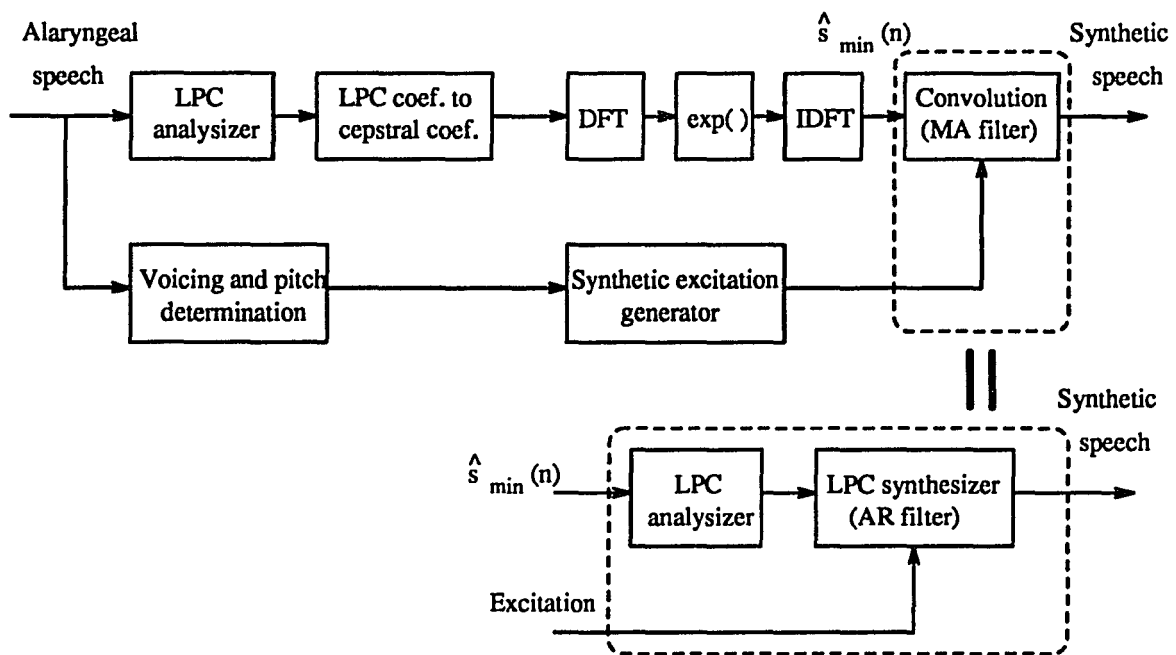 Alaryngeal
speech
LPC
analysizer
LPC coef. to
cepstral coef.
DFT
exp( )
IDFT
^
s min (n)
Convolution
(MA filter)
Synthetic
speech
Voicing and pitch
determination
Synthetic excitation
generator
^
s min (n)
LPC
analysizer
LPC synthesizer
(AR filter)
Synthetic
speech
Excitation